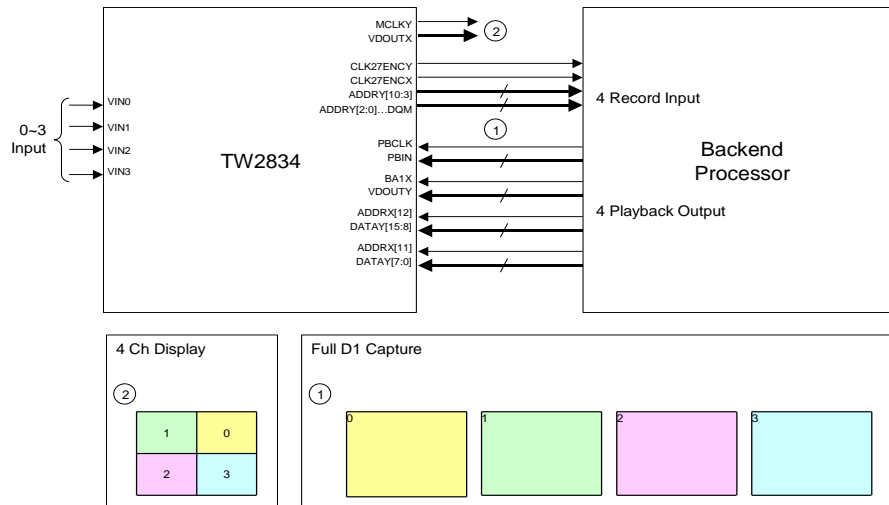 MCLKY
VDOUTX
2
CLK27ENCY
CLK27ENCX
ADDRY[10:3]
ADDRY[2:0]...DQM
4 Record Input
1
VIN0
VIN1
VIN2
VIN3
0~3
Input
TW2834
Backend
Processor
PBCLK
PBIN
BA1X
VDOUTY
ADDRX[12]
DATAY[15:8]
ADDRX[11]
DATAY[7:0]
4 Playback Output
4 Ch Display
2
1 0
2 3
Full D1 Capture
1
0 1 2 3